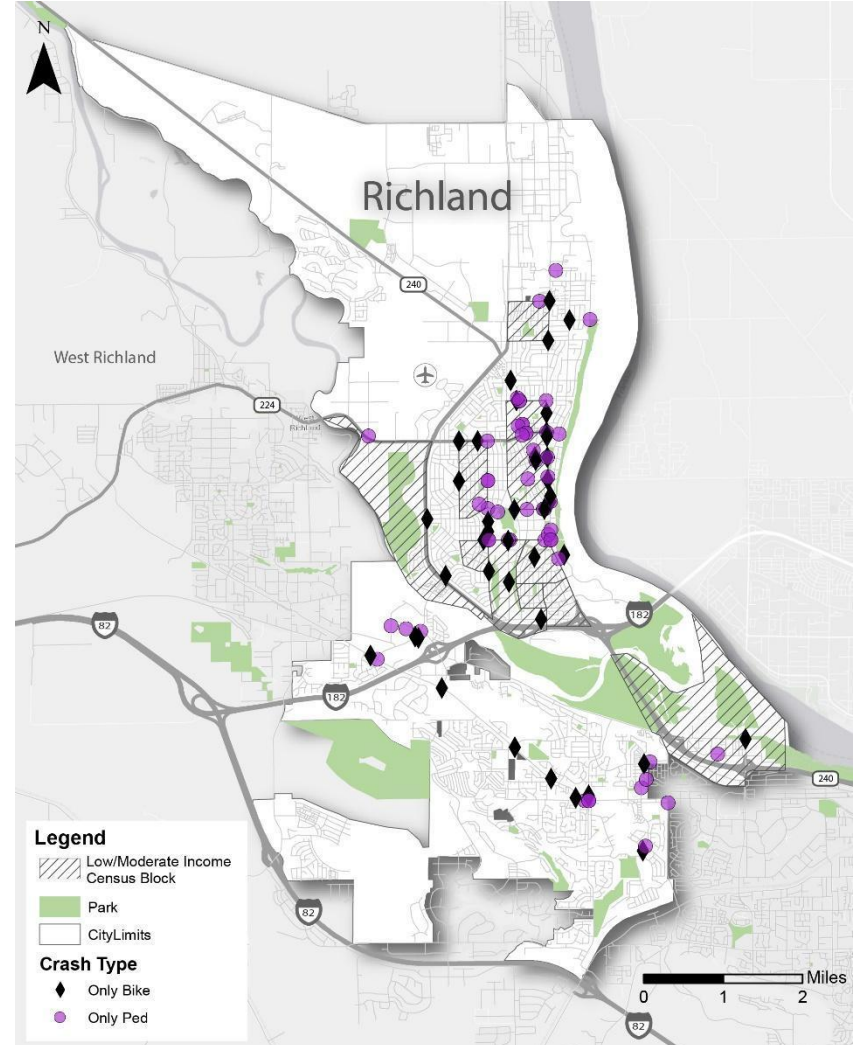 N
Richland
240
West Richland
224
Richland
82
182
182
240
Legend
Low/Moderate Income
Census Block
Park
CityLimits
Crash Type
Only Bike
Only Ped
82
Miles
0 1 2
82